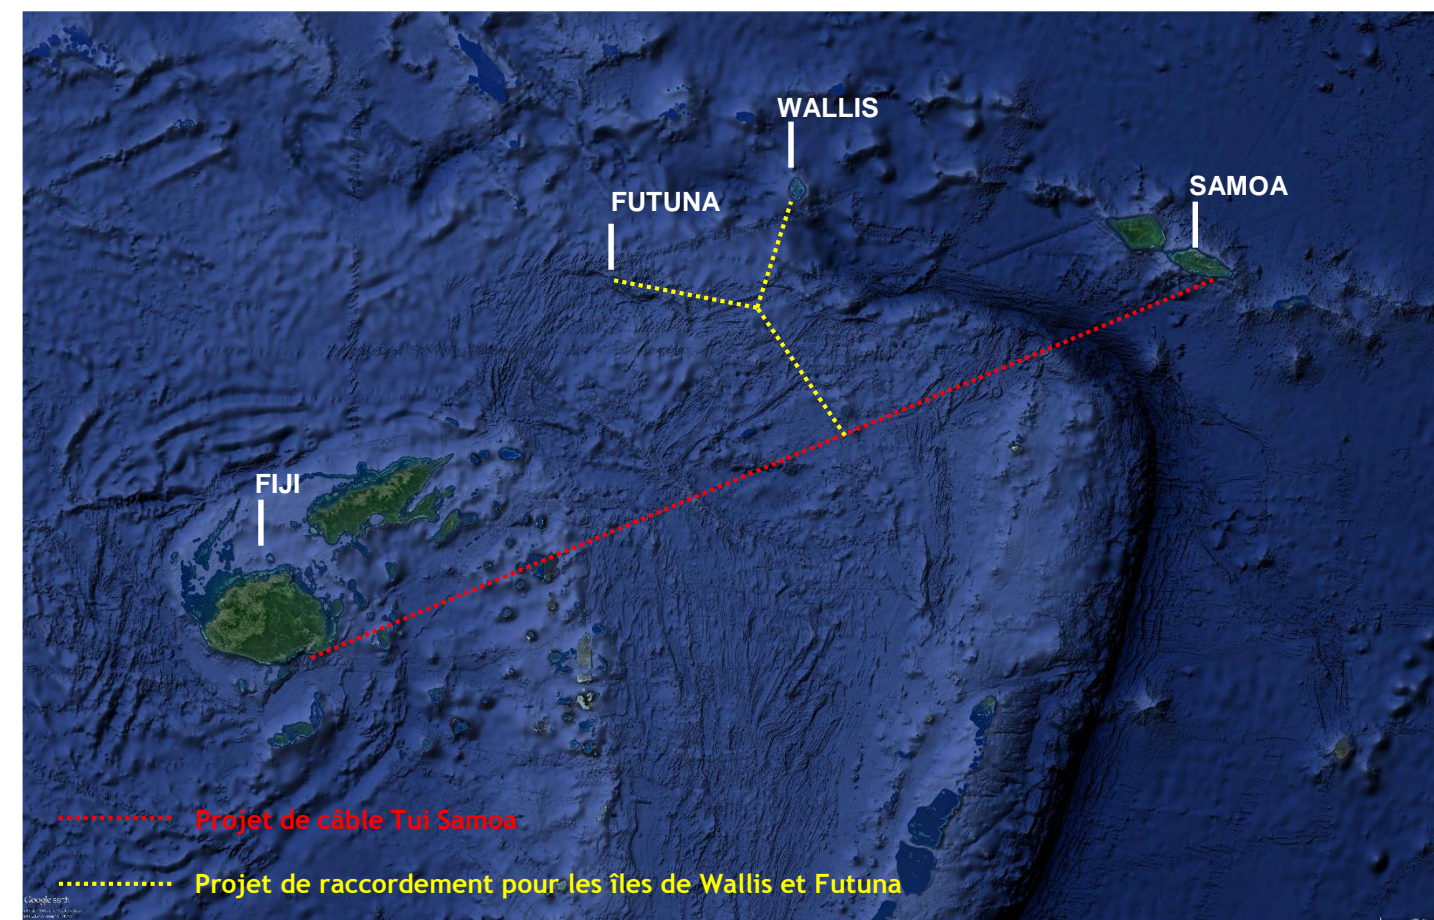 WALLIS
SAMOA
FUTUNA
FIJI
Projet de câble Tui Samoa
Projet de raccordement pour les îles de Wallis et Futuna
Google earth